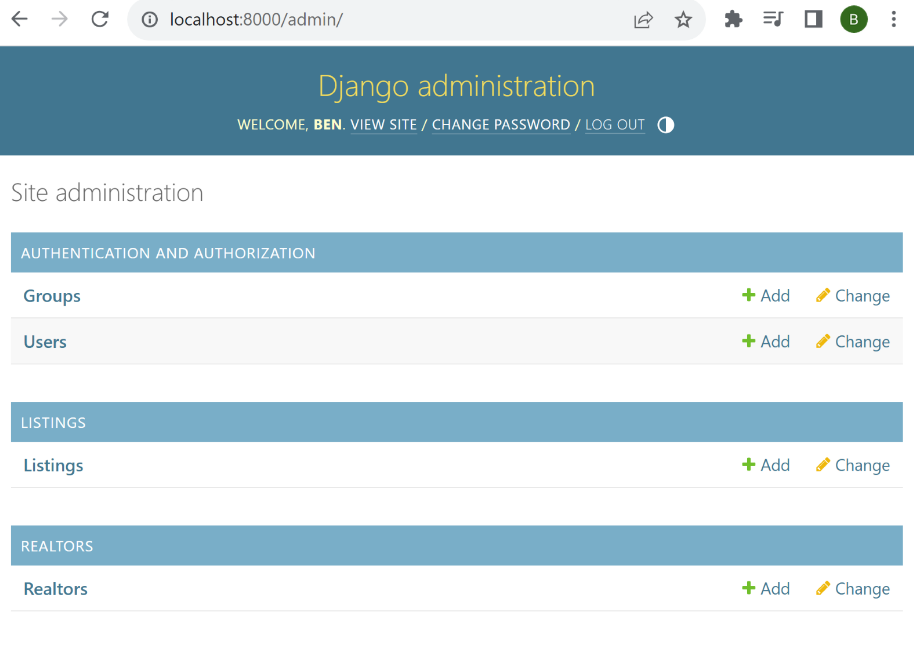 localhost:8000/admin/
B
Django administration
WELCOME, BEN. VIEW SITE / CHANGE PASSWORD / LOG OUT
Site administration
AUTHENTICATION AND AUTHORIZATION
Groups Add Change
Users Add Change
LISTINGS
Listings Add Change
REALTORS
Realtors Add Change